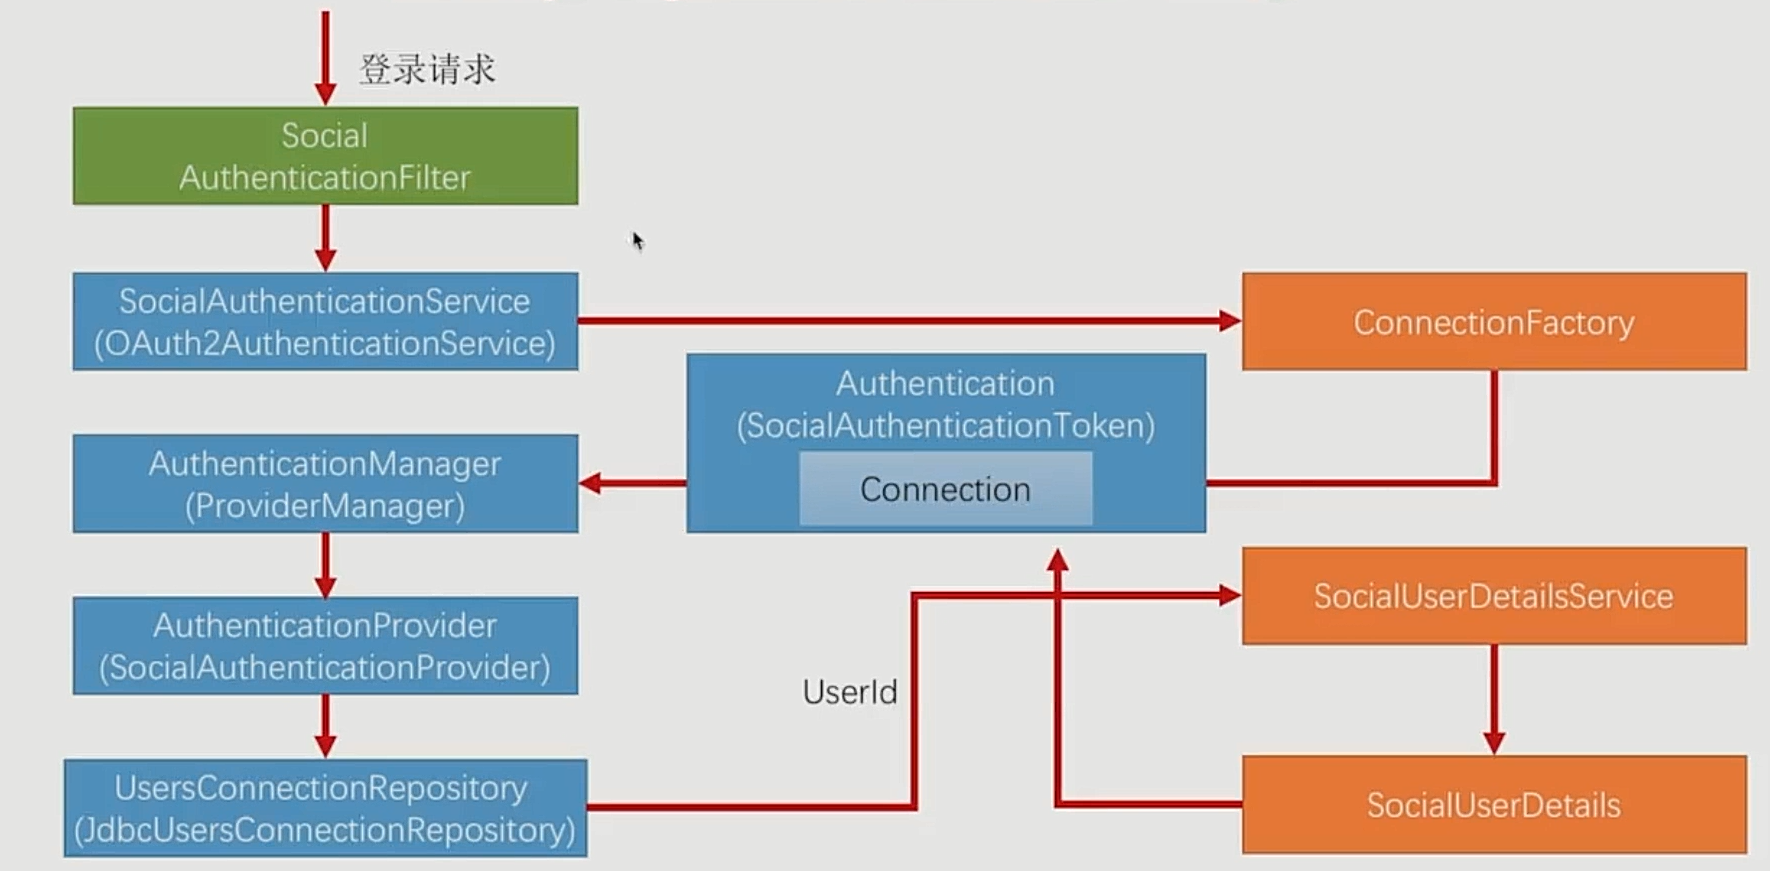 登录请求
Social
AuthenticationFilter
SocialAuthenticationService
(OAuth2AuthenticationService)
ConnectionFactory
Authentication
(SocialAuthenticationToken)
Connection
AuthenticationManager
(ProviderManager)
AuthenticationProvider
(SocialAuthenticationProvider)
SocialUserDetailsService
UserId
UsersConnectionRepository
(JdbcUsersConnectionRepository)
SocialUserDetails